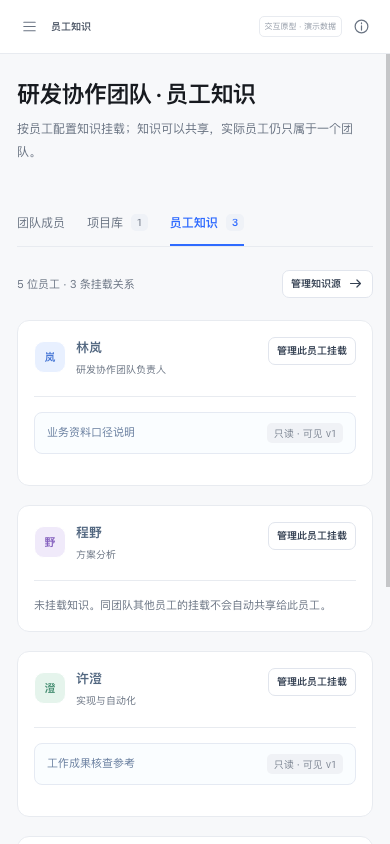 员工知识
交互原型 · 演示数据
研发协作团队 · 员工知识
按员工配置知识挂载；知识可以共享，实际员工仍只属于一个团
队。
团队成员
项目库 1
员工知识 3
5 位员工 · 3 条挂载关系
管理知识源 →
岚
林岚
研发协作团队负责人
管理此员工挂载
业务资料口径说明
只读 · 可见 v1
野
程野
方案分析
管理此员工挂载
未挂载知识。同团队其他员工的挂载不会自动共享给此员工。
澄
许澄
实现与自动化
管理此员工挂载
工作成果核查参考
只读 · 可见 v1